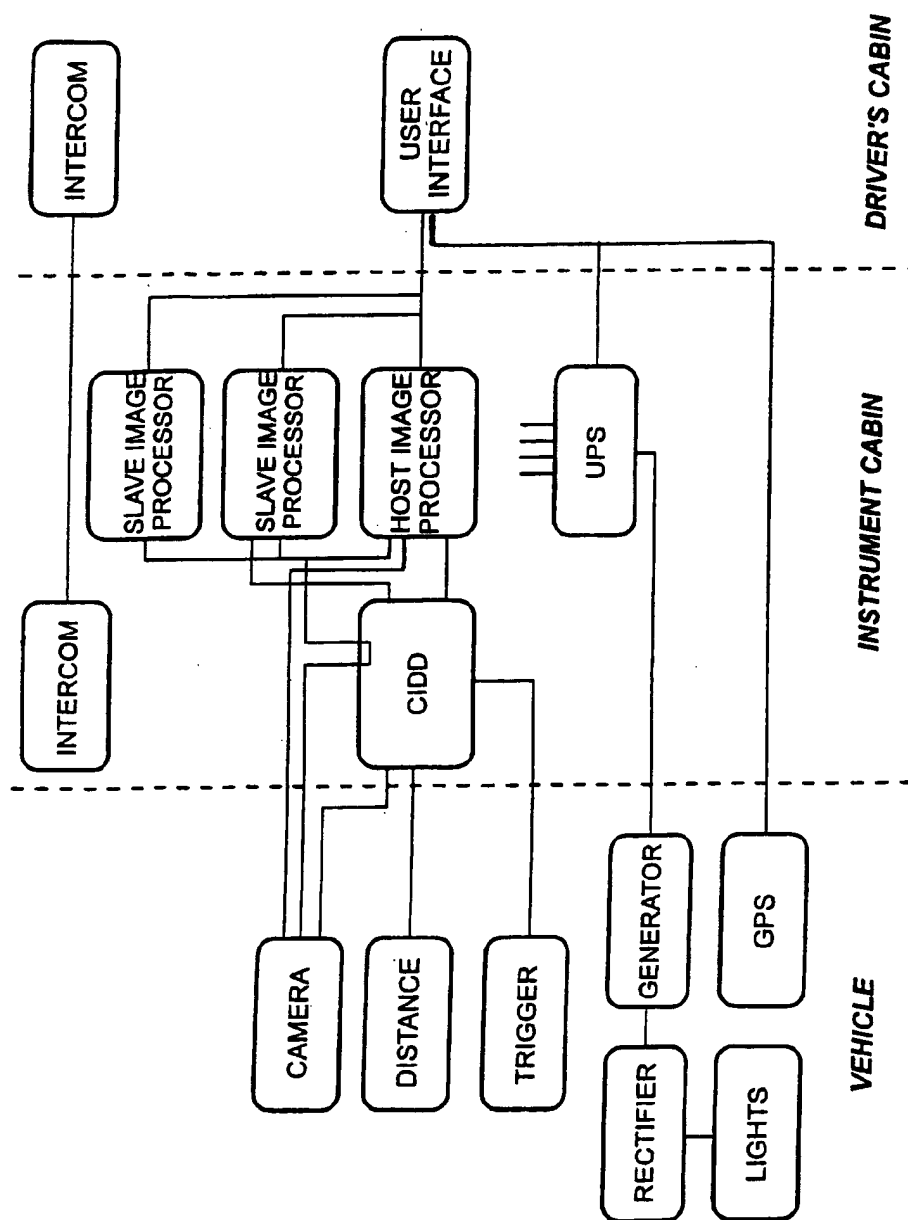 INTERCOM
INTERCOM
SLAVE IMAGE
PROCESSOR
SLAVE IMAGE
PROCESSOR
HOST IMAGE
PROCESSOR
USER
INTERFACE
CAMERA
CIDD
DISTANCE
TRIGGER
UPS
RECTIFIER
GENERATOR
LIGHTS
GPS
VEHICLE
INSTRUMENT CABIN
DRIVER'S CABIN